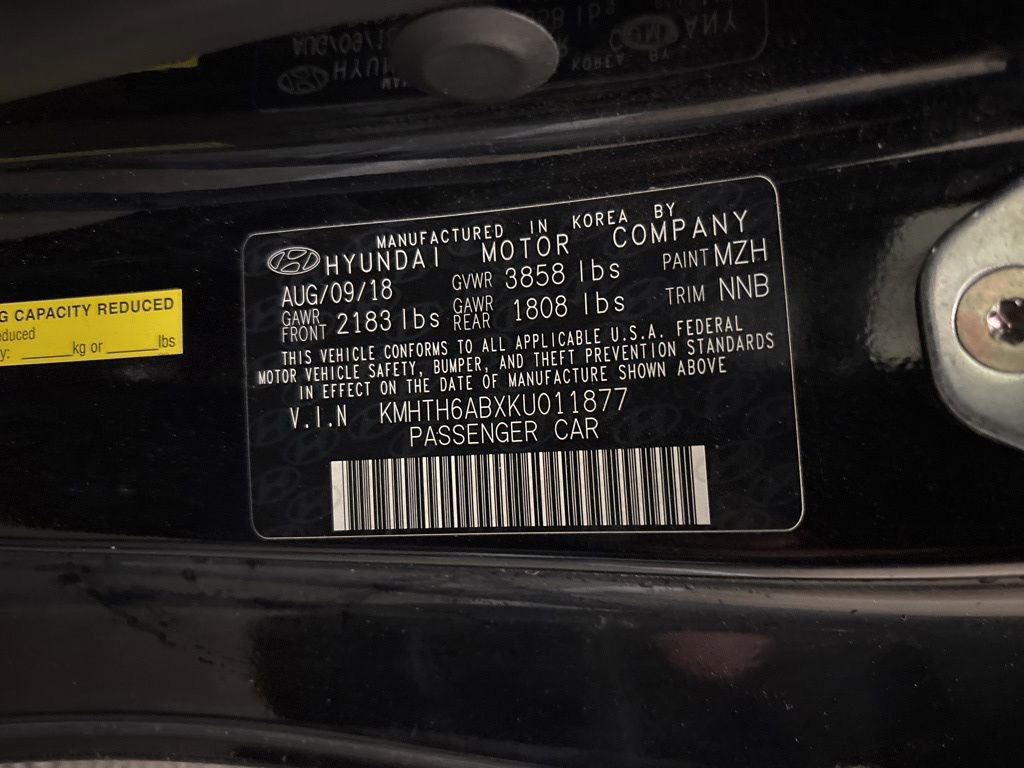 MANUFACTURED IN KOREA BY
HYUNDAI MOTOR COMPANY
AUG/09/18 GVWR 3858 lbs PAINT MZH
GAWR FRONT 2183 lbs GAWR REAR 1808 lbs TRIM NNB
THIS VEHICLE CONFORMS TO ALL APPLICABLE U.S.A. FEDERAL
MOTOR VEHICLE SAFETY, BUMPER, AND THEFT PREVENTION STANDARDS
IN EFFECT ON THE DATE OF MANUFACTURE SHOWN ABOVE
V.I.N KMHTH6ABXKU011877
PASSENGER CAR
G CAPACITY REDUCED
educed
y: _____kg or _____lbs